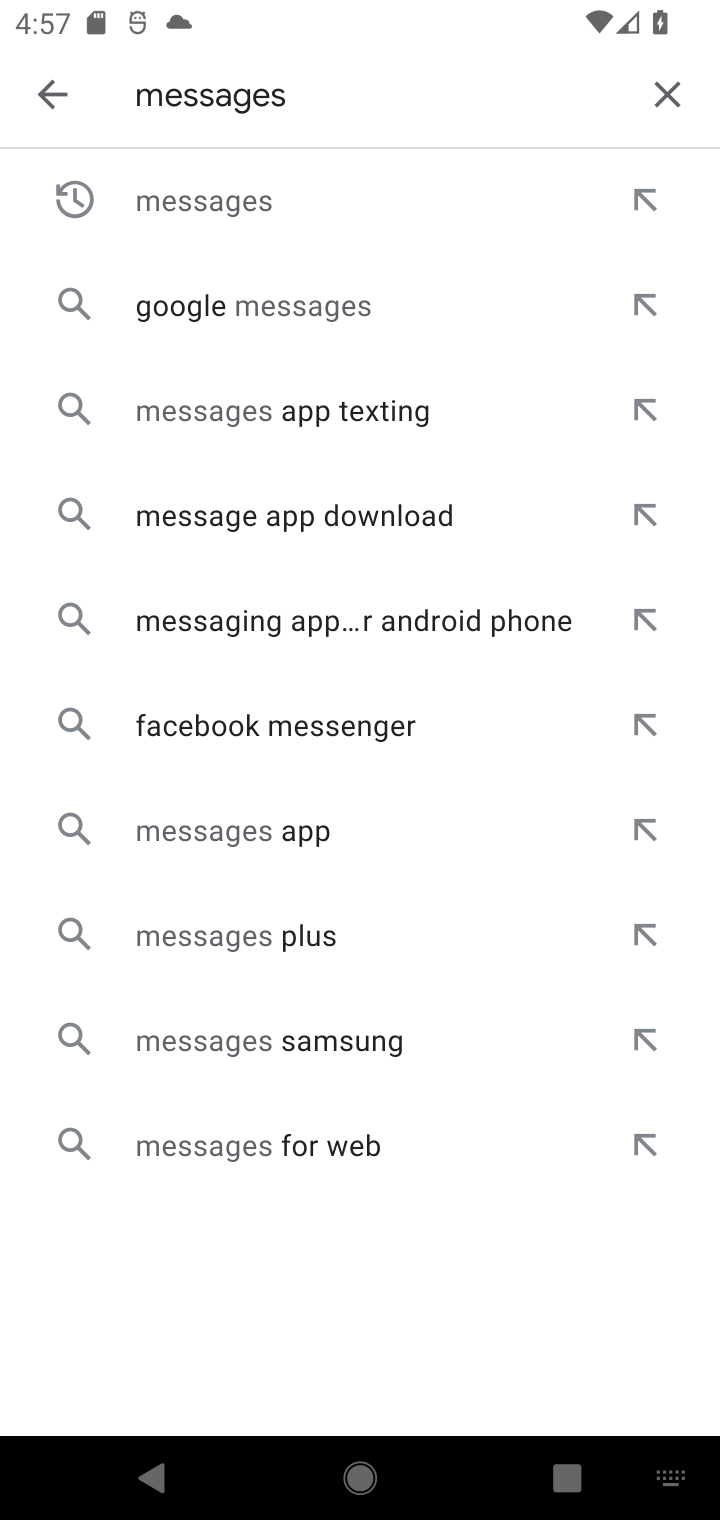 4:57
messages
messages
google messages
messages app texting
message app download
messaging app…r android phone
facebook messenger
messages app
messages plus
messages samsung
messages for web